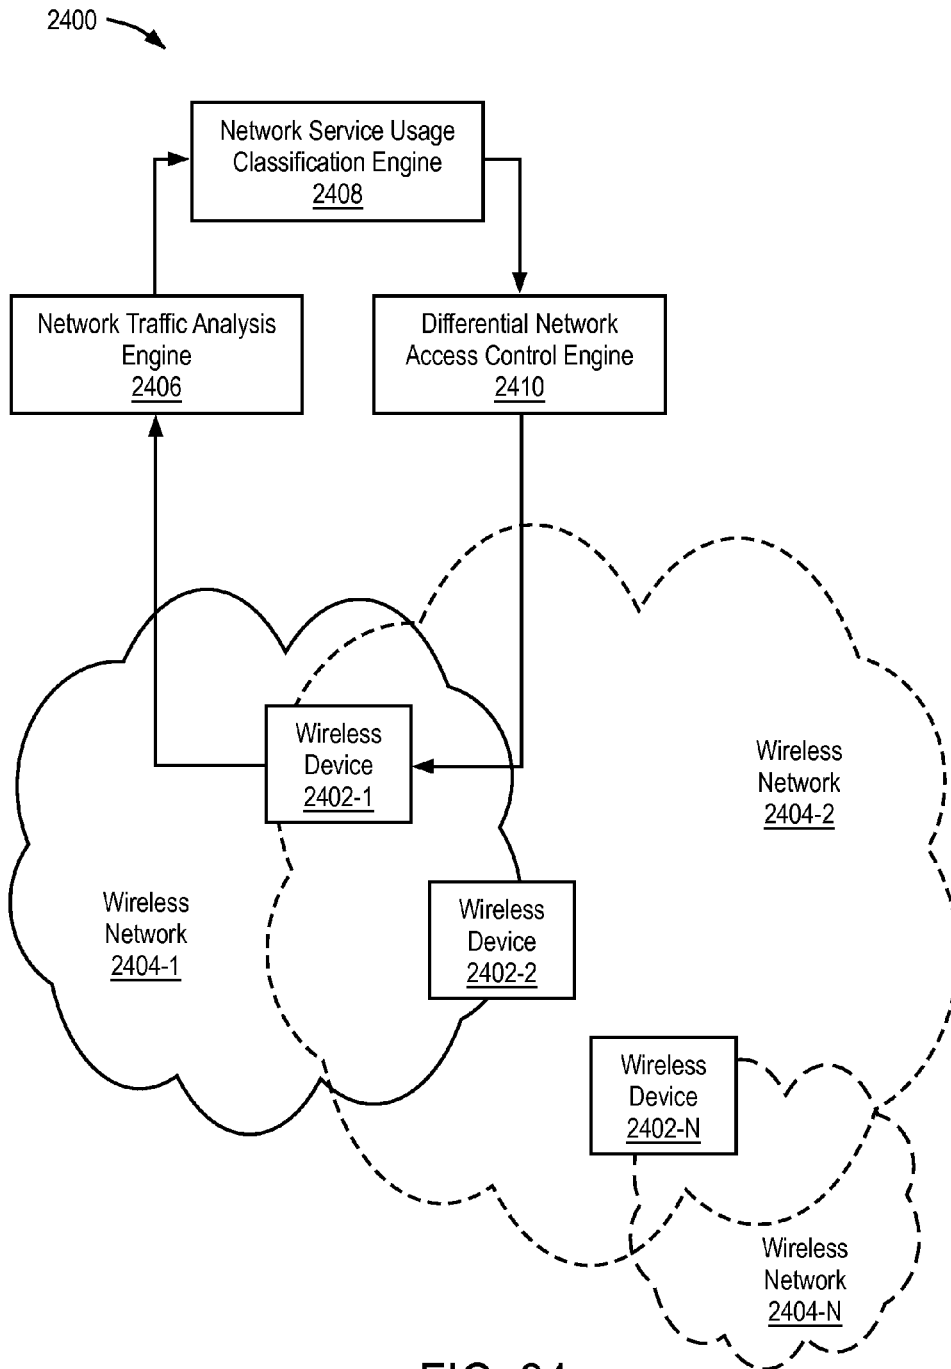 2400
Network Service Usage
Classification Engine
2408
Network Traffic Analysis
Engine
2406
Differential Network
Access Control Engine
2410
Wireless
Device
2402-1
Wireless
Network
2404-2
Wireless
Network
2404-1
Wireless
Device
2402-2
Wireless
Device
2402-N
Wireless
Network
2404-N